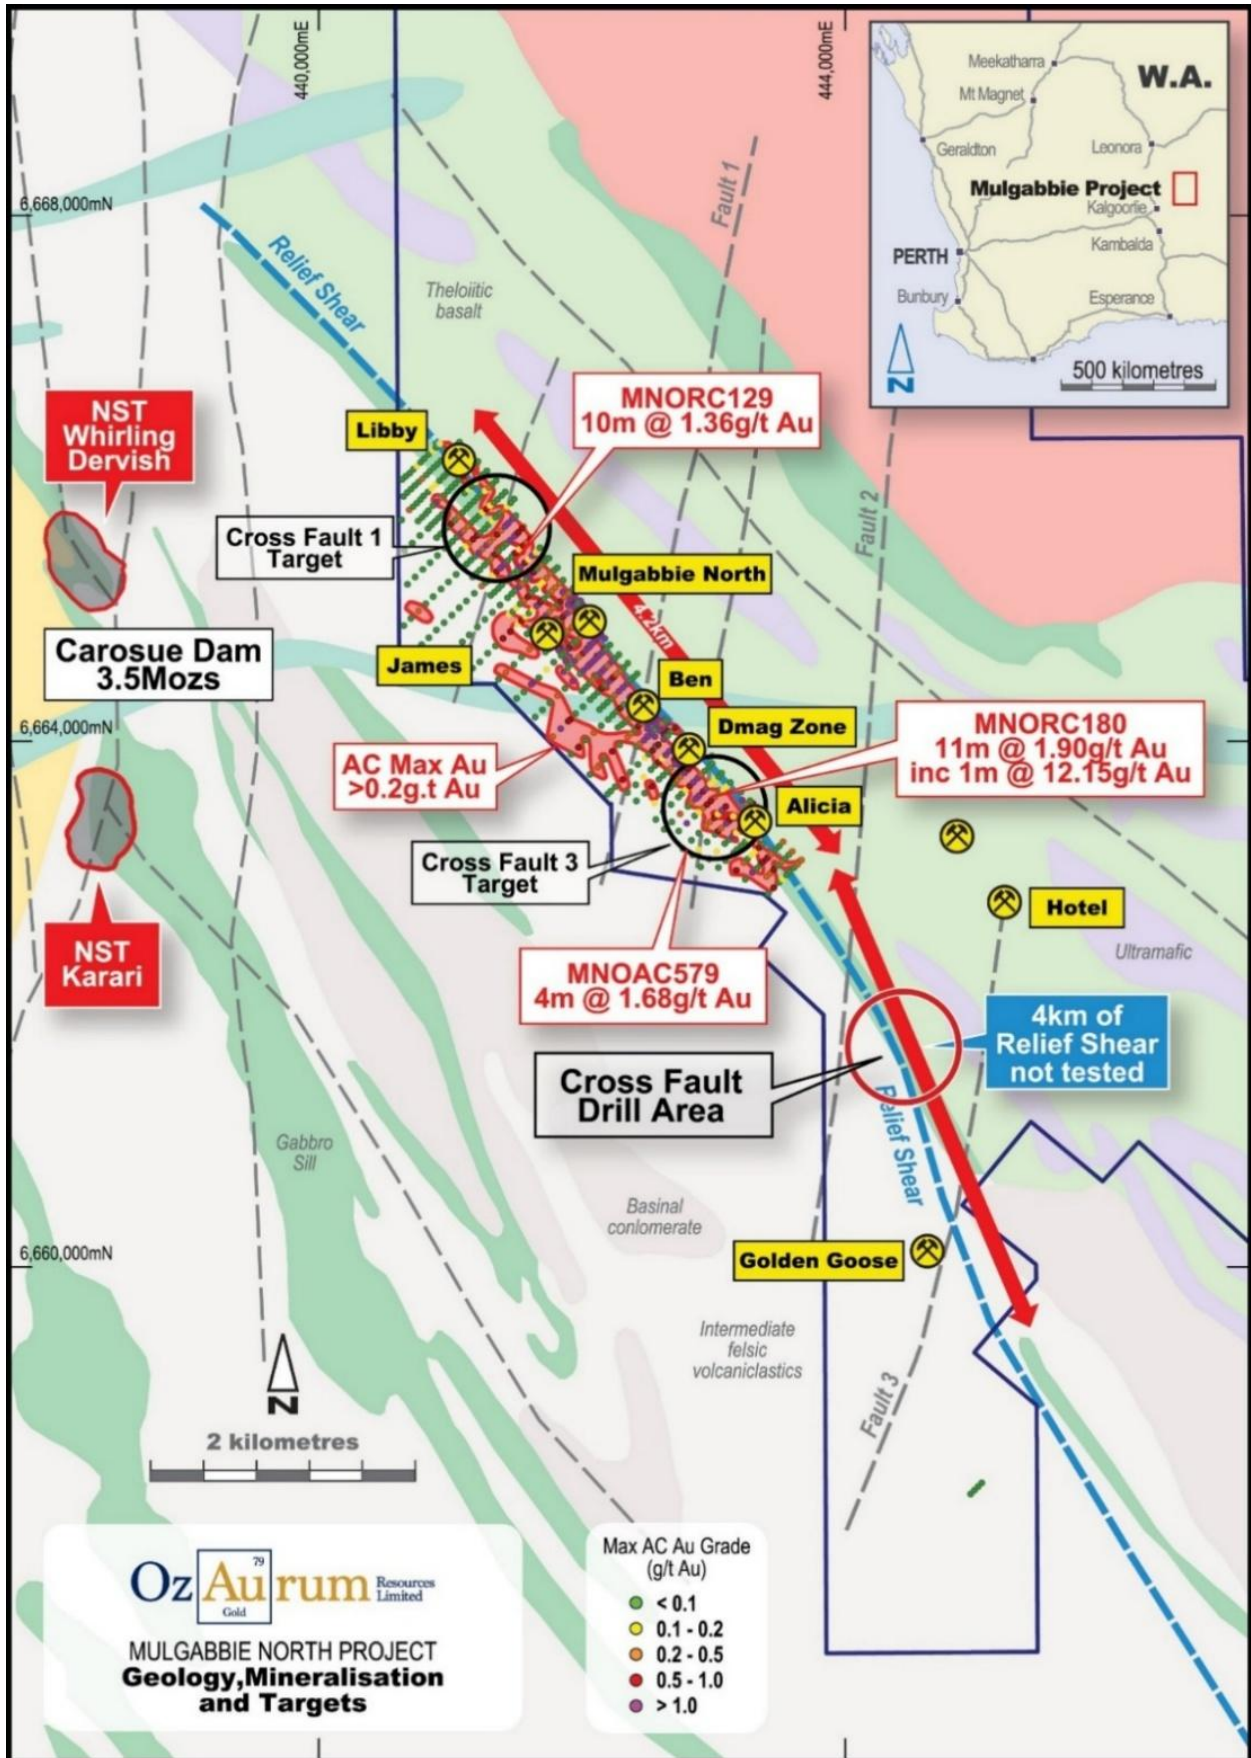 440,000mE
444,000mE
Meekatharra
W.A.
Mt Magnet
Geraldton
Leonora
Mulgabbie Project
Kalgoorlie
Kambalda
PERTH
Bunbury
Esperance
N
500 kilometres
6,668,000mN
Fault 1
Relief Shear
Theloiitic
basalt
NST
Whirling
Dervish
MNORC129
10m @ 1.36g/t Au
Libby
Fault 2
Cross Fault 1
Target
Mulgabbie North
4.2km
Carosue Dam
3.5Mozs
James
Ben
6,664,000mN
Dmag Zone
MNORC180
11m @ 1.90g/t Au
inc 1m @ 12.15g/t Au
AC Max Au
>0.2g.t Au
Alicia
Cross Fault 3
Target
Hotel
NST
Karari
Ultramafic
MNOAC579
4m @ 1.68g/t Au
4km of
Relief Shear
not tested
Cross Fault
Drill Area
Relief Shear
Gabbro
Sill
Basinal
conlomerate
6,660,000mN
Golden Goose
Intermediate
felsic
volcaniclastics
Fault 3
N
2 kilometres
79
Oz Au rum Resources
Limited
Gold
MULGABBIE NORTH PROJECT
Geology,Mineralisation
and Targets
Max AC Au Grade
(g/t Au)
< 0.1
0.1 - 0.2
0.2 - 0.5
0.5 - 1.0
> 1.0